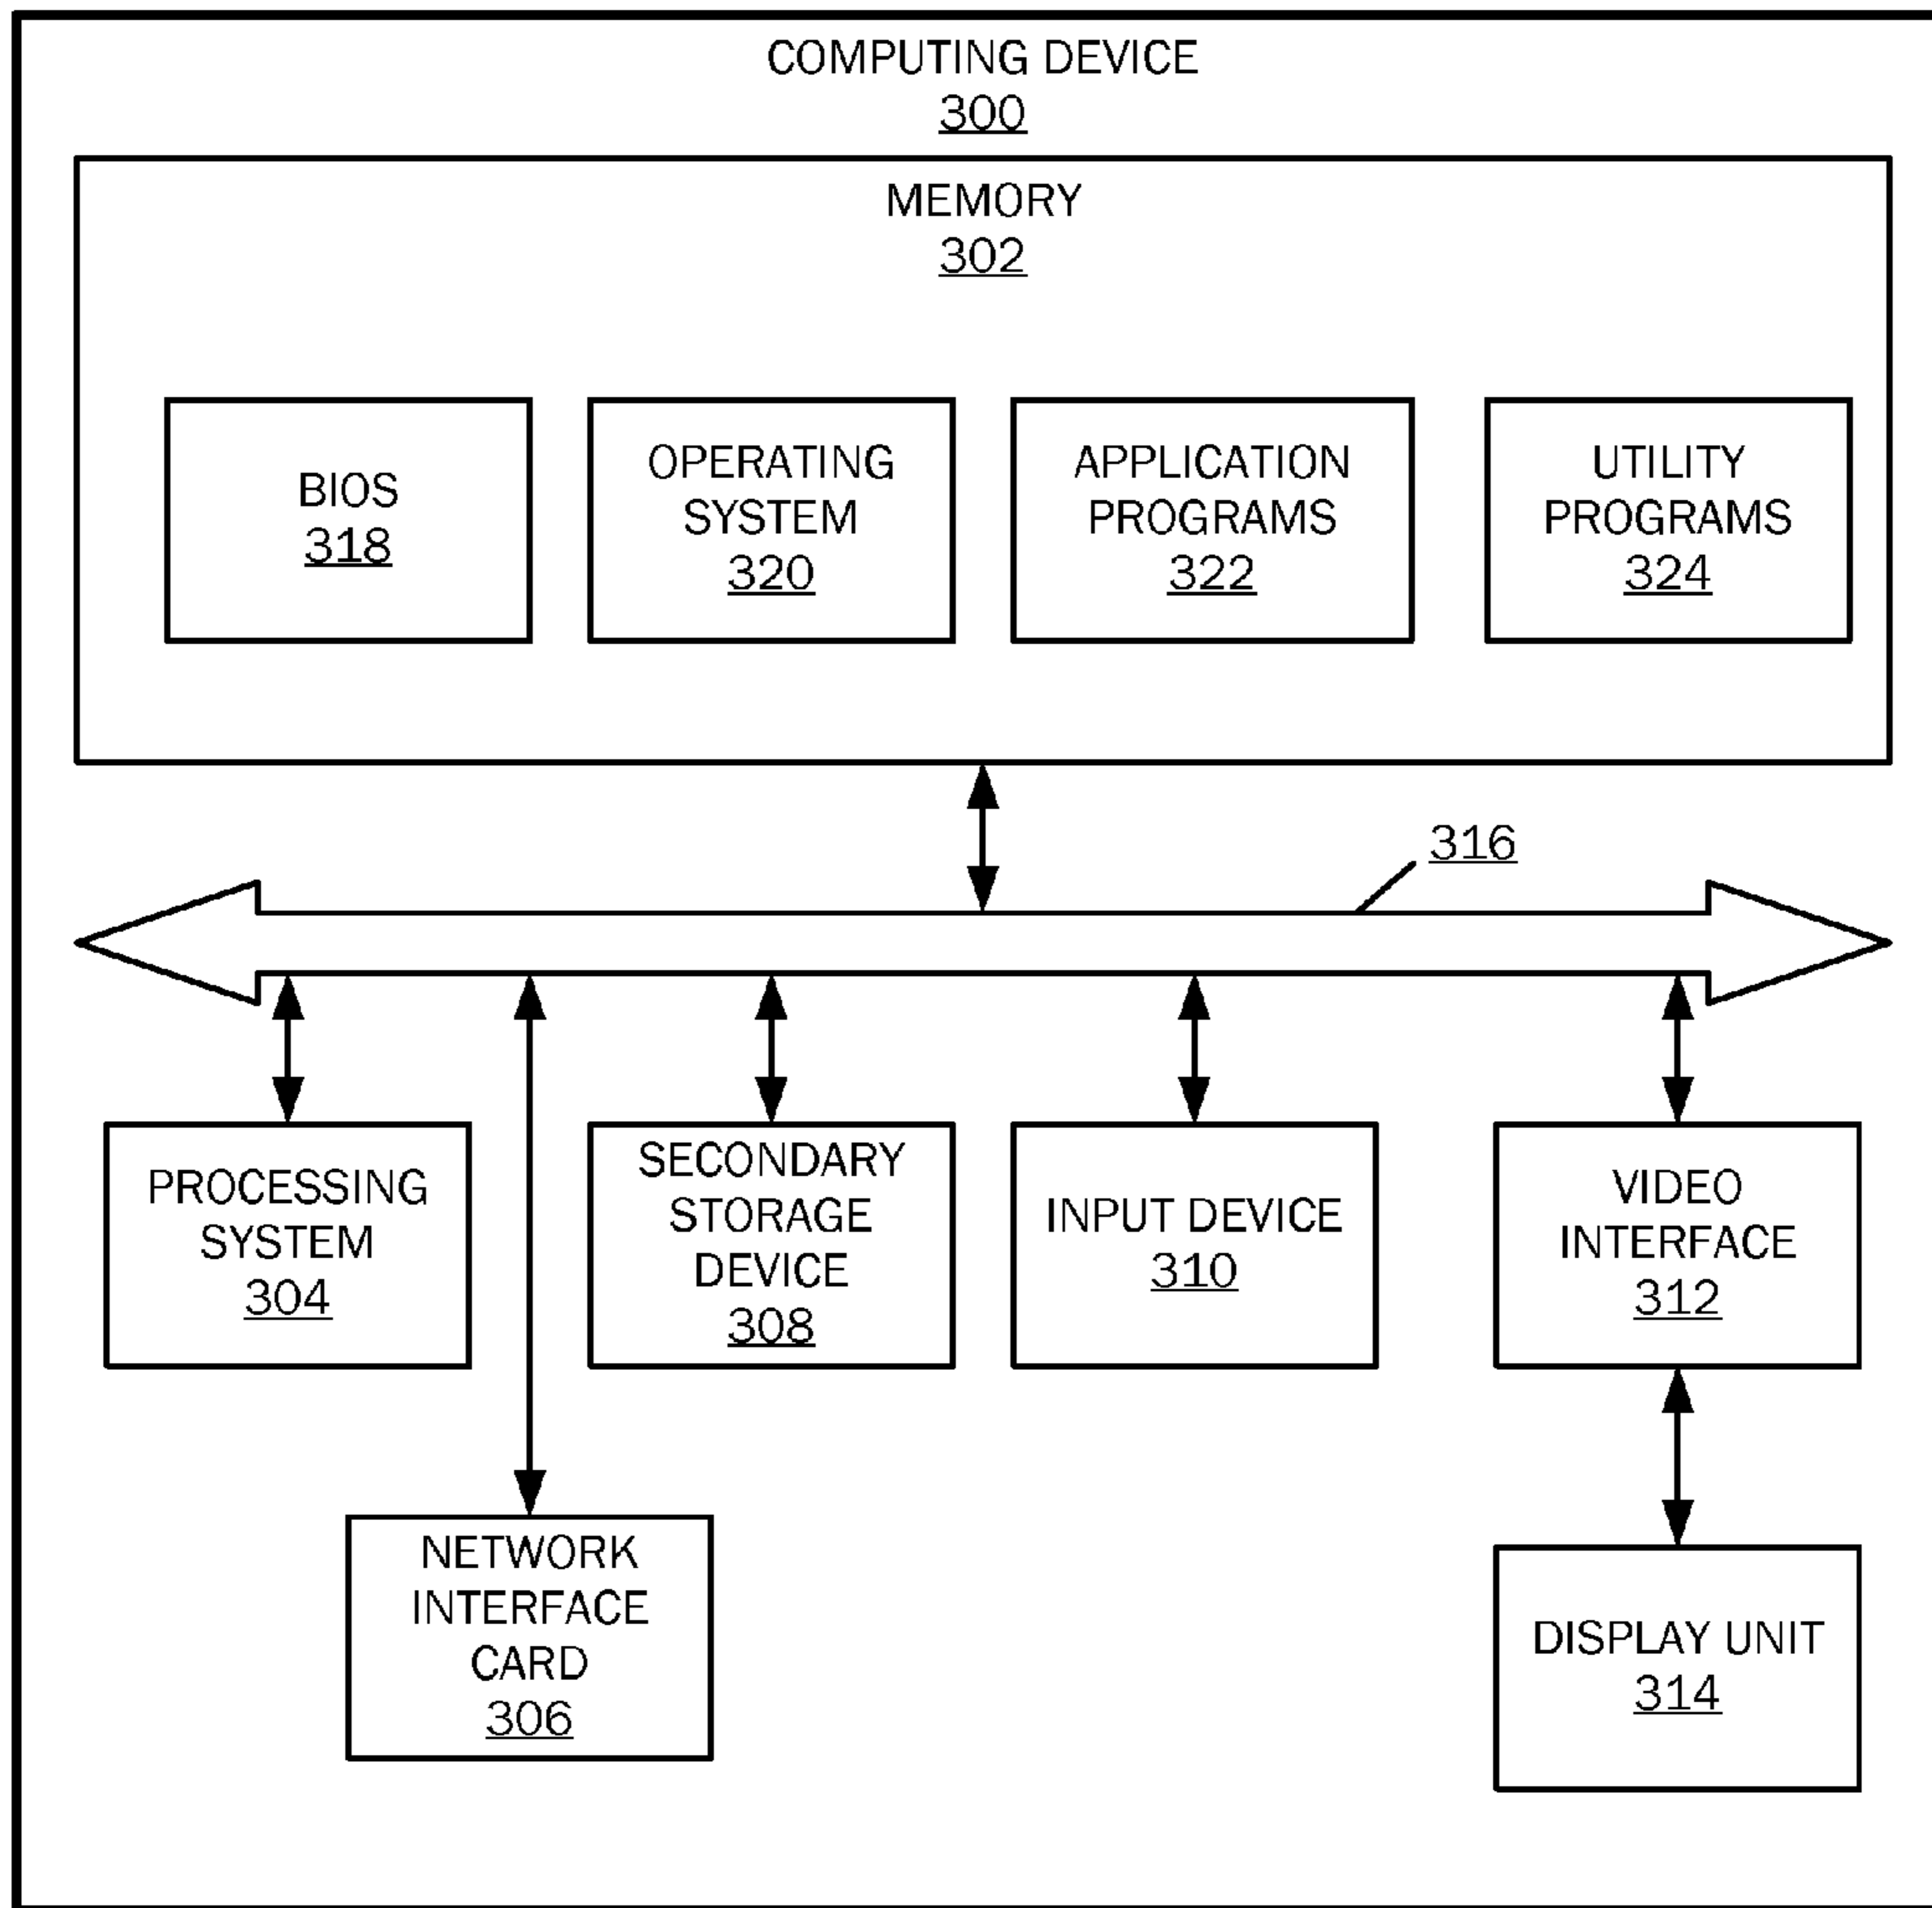 COMPUTING DEVICE
300
MEMORY
302
BIOS
318
OPERATING
SYSTEM
320
APPLICATION
PROGRAMS
322
UTILITY
PROGRAMS
324
316
PROCESSING
SYSTEM
304
SECONDARY
STORAGE
DEVICE
308
INPUT DEVICE
310
VIDEO
INTERFACE
312
NETWORK
INTERFACE
CARD
306
DISPLAY UNIT
314